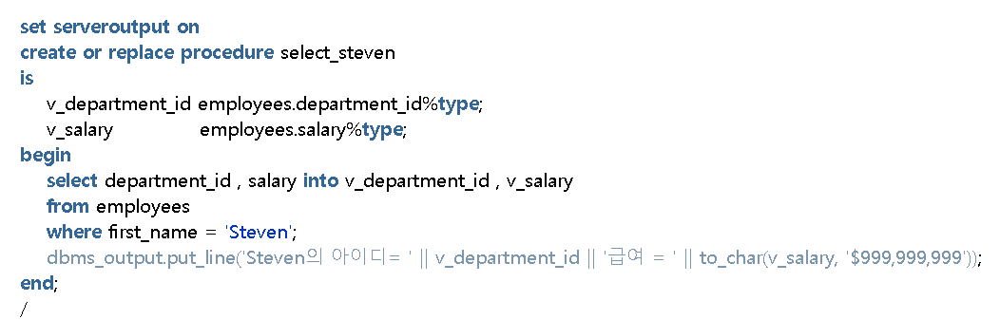 set serveroutput on
create or replace procedure select_steven
is
v_department_id employees.department_id%type;
v_salary employees.salary%type;
begin
select department_id , salary into v_department_id , v_salary
from employees
where first_name = 'Steven';
dbms_output.put_line('Steven의 아이디= ' || v_department_id || '급여 = ' || to_char(v_salary, '$999,999,999'));
end;
/